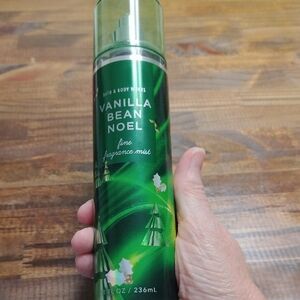 BATH & BODY WORKS
VANILLA
BEAN
NOEL
fine
fragrance mist
FL OZ / 236mL